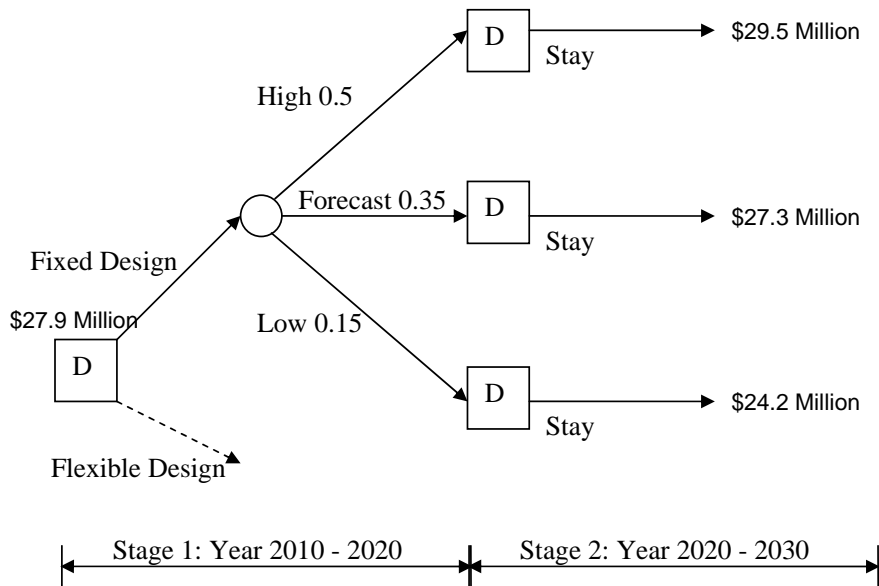 D
$29.5 Million
Stay
High 0.5
Forecast 0.35
D
$27.3 Million
Stay
Fixed Design
$27.9 Million
Low 0.15
D
D
$24.2 Million
Stay
Flexible Design
Stage 1: Year 2010 - 2020
Stage 2: Year 2020 - 2030